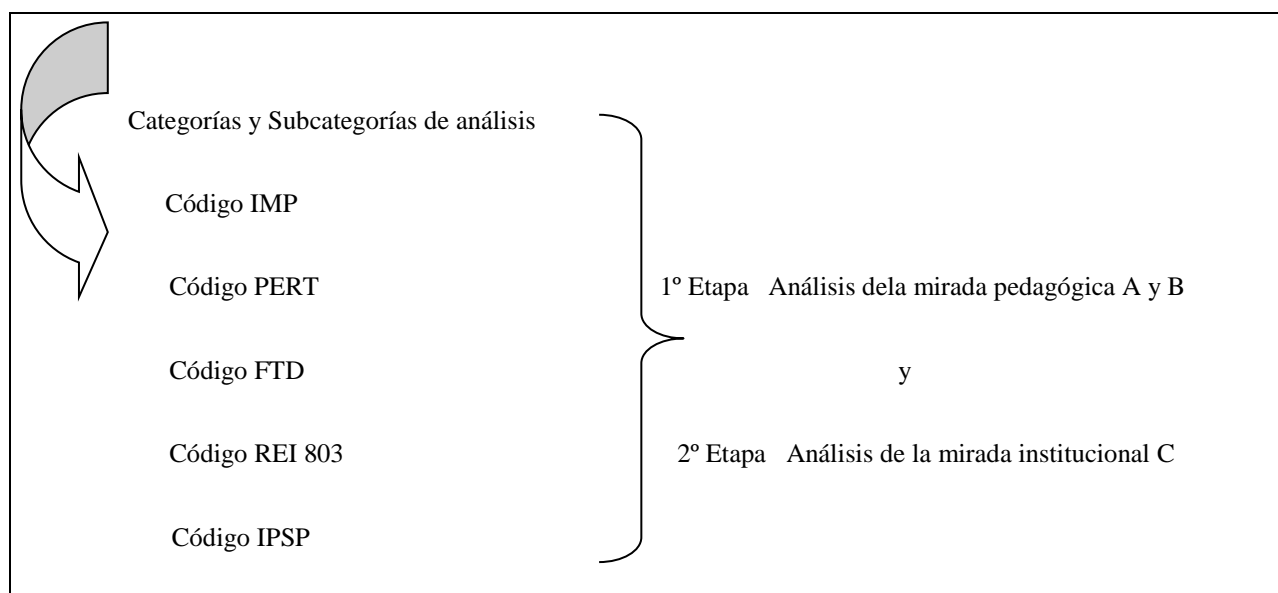 Categorías y Subcategorías de análisis
Código IMP
Código PERT
1º Etapa Análisis dela mirada pedagógica A y B
Código FTD
y
Código REI 803
2º Etapa Análisis de la mirada institucional C
Código IPSP